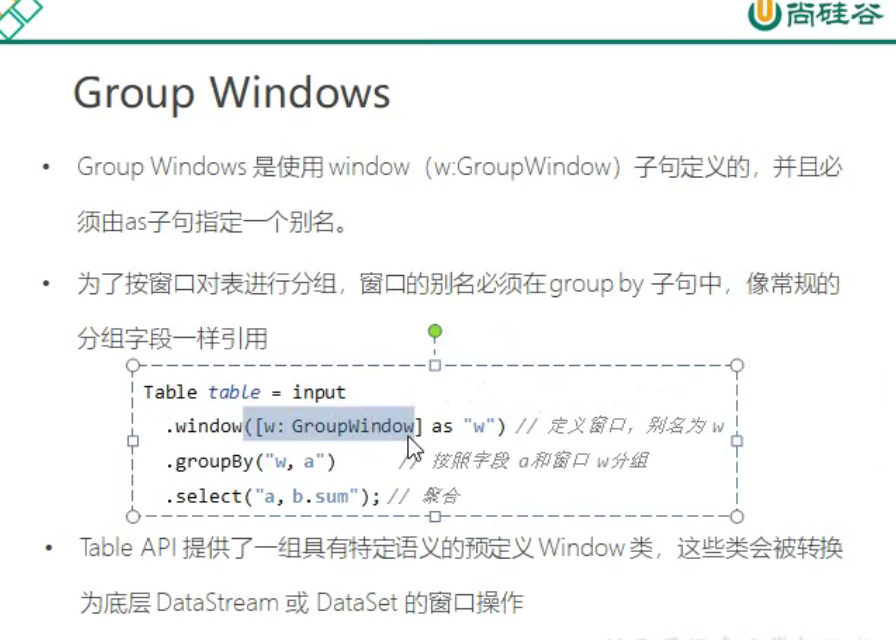 尚硅谷
Group Windows
• Group Windows 是使用 window（w:GroupWindow）子句定义的，并且必
须由as子句指定一个别名。
• 为了按窗口对表进行分组，窗口的别名必须在 group by 子句中，像常规的
分组字段一样引用
Table table = input
.window([w: GroupWindow] as "w") // 定义窗口，别名为 w
.groupBy("w, a") // 按照字段 a和窗口 w分组
.select("a, b.sum"); // 聚合
• Table API 提供了一组具有特定语义的预定义 Window 类，这些类会被转换
为底层 DataStream 或 DataSet 的窗口操作